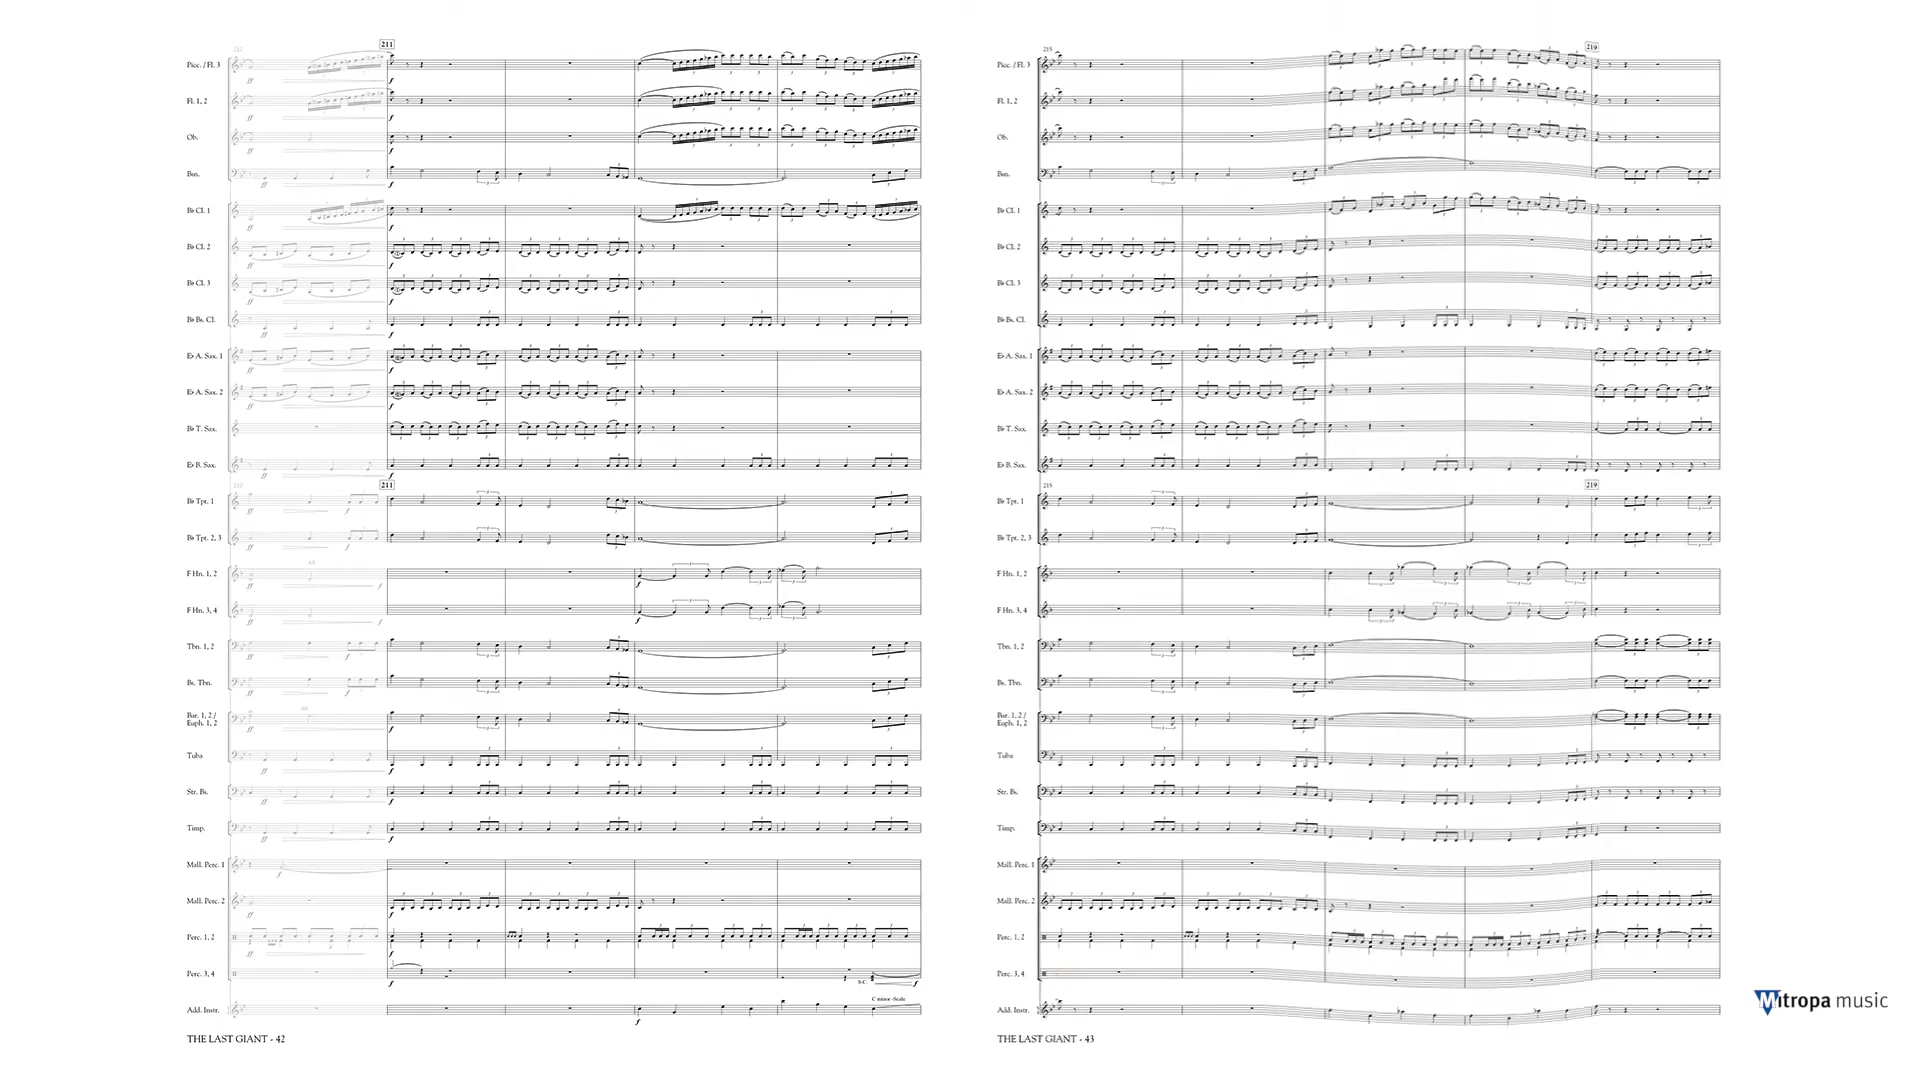 211
Picc. / Fl. 3
Fl. 1, 2
Ob.
Bsn.
B♭ Cl. 1
B♭ Cl. 2
B♭ Cl. 3
B♭ Bs. Cl.
E♭ A. Sax. 1
E♭ A. Sax. 2
B♭ T. Sax.
E♭ B. Sax.
211
B♭ Tpt. 1
B♭ Tpt. 2, 3
F Hn. 1, 2
F Hn. 3, 4
Tbn. 1, 2
Bs. Tbn.
Bar. 1, 2 /
Euph. 1, 2
Tuba
Str. Bs.
Timp.
Mall. Perc. 1
Mall. Perc. 2
Perc. 1, 2
Perc. 3, 4
s.c.
C minor -Scale
Add. Instr.
THE LAST GIANT - 42
215
219
Picc. / Fl. 3
Fl. 1, 2
Ob.
Bsn.
B♭ Cl. 1
B♭ Cl. 2
B♭ Cl. 3
B♭ Bs. Cl.
E♭ A. Sax. 1
E♭ A. Sax. 2
B♭ T. Sax.
E♭ B. Sax.
215
219
B♭ Tpt. 1
B♭ Tpt. 2, 3
F Hn. 1, 2
F Hn. 3, 4
Tbn. 1, 2
Bs. Tbn.
Bar. 1, 2 /
Euph. 1, 2
Tuba
Str. Bs.
Timp.
Mall. Perc. 1
Mall. Perc. 2
Perc. 1, 2
Perc. 3, 4
Add. Instr.
THE LAST GIANT - 43
Mitropa music